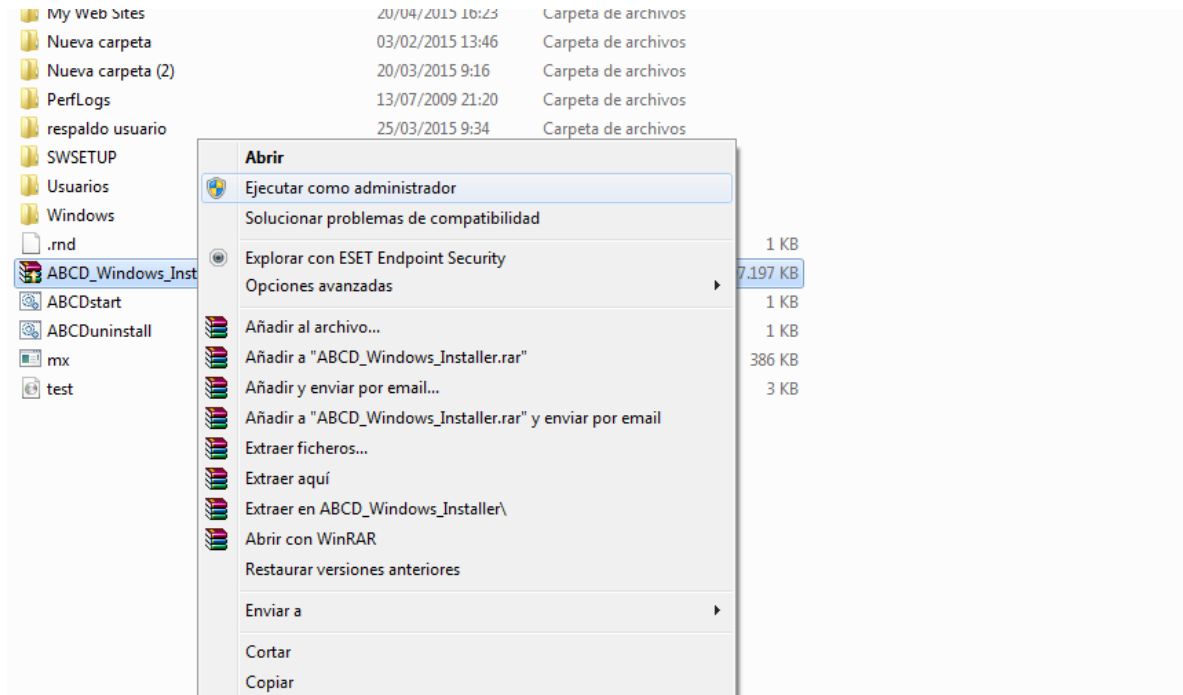 My Web Sites 20/04/2015 16:23 Carpeta de archivos
Nueva carpeta 03/02/2015 13:46 Carpeta de archivos
Nueva carpeta (2) 20/03/2015 9:16 Carpeta de archivos
PerfLogs 13/07/2009 21:20 Carpeta de archivos
respaldo usuario 25/03/2015 9:34 Carpeta de archivos
SWSETUP Abrir
Usuarios Ejecutar como administrador
Windows Solucionar problemas de compatibilidad
.rnd 1 KB
Explorar con ESET Endpoint Security
ABCD_Windows_Inst 7.197 KB
Opciones avanzadas
ABCDstart 1 KB
ABCDuninstall Añadir al archivo... 1 KB
mx Añadir a "ABCD_Windows_Installer.rar" 386 KB
test Añadir y enviar por email... 3 KB
Añadir a "ABCD_Windows_Installer.rar" y enviar por email
Extraer ficheros...
Extraer aquí
Extraer en ABCD_Windows_Installer\
Abrir con WinRAR
Restaurar versiones anteriores
Enviar a
Cortar
Copiar